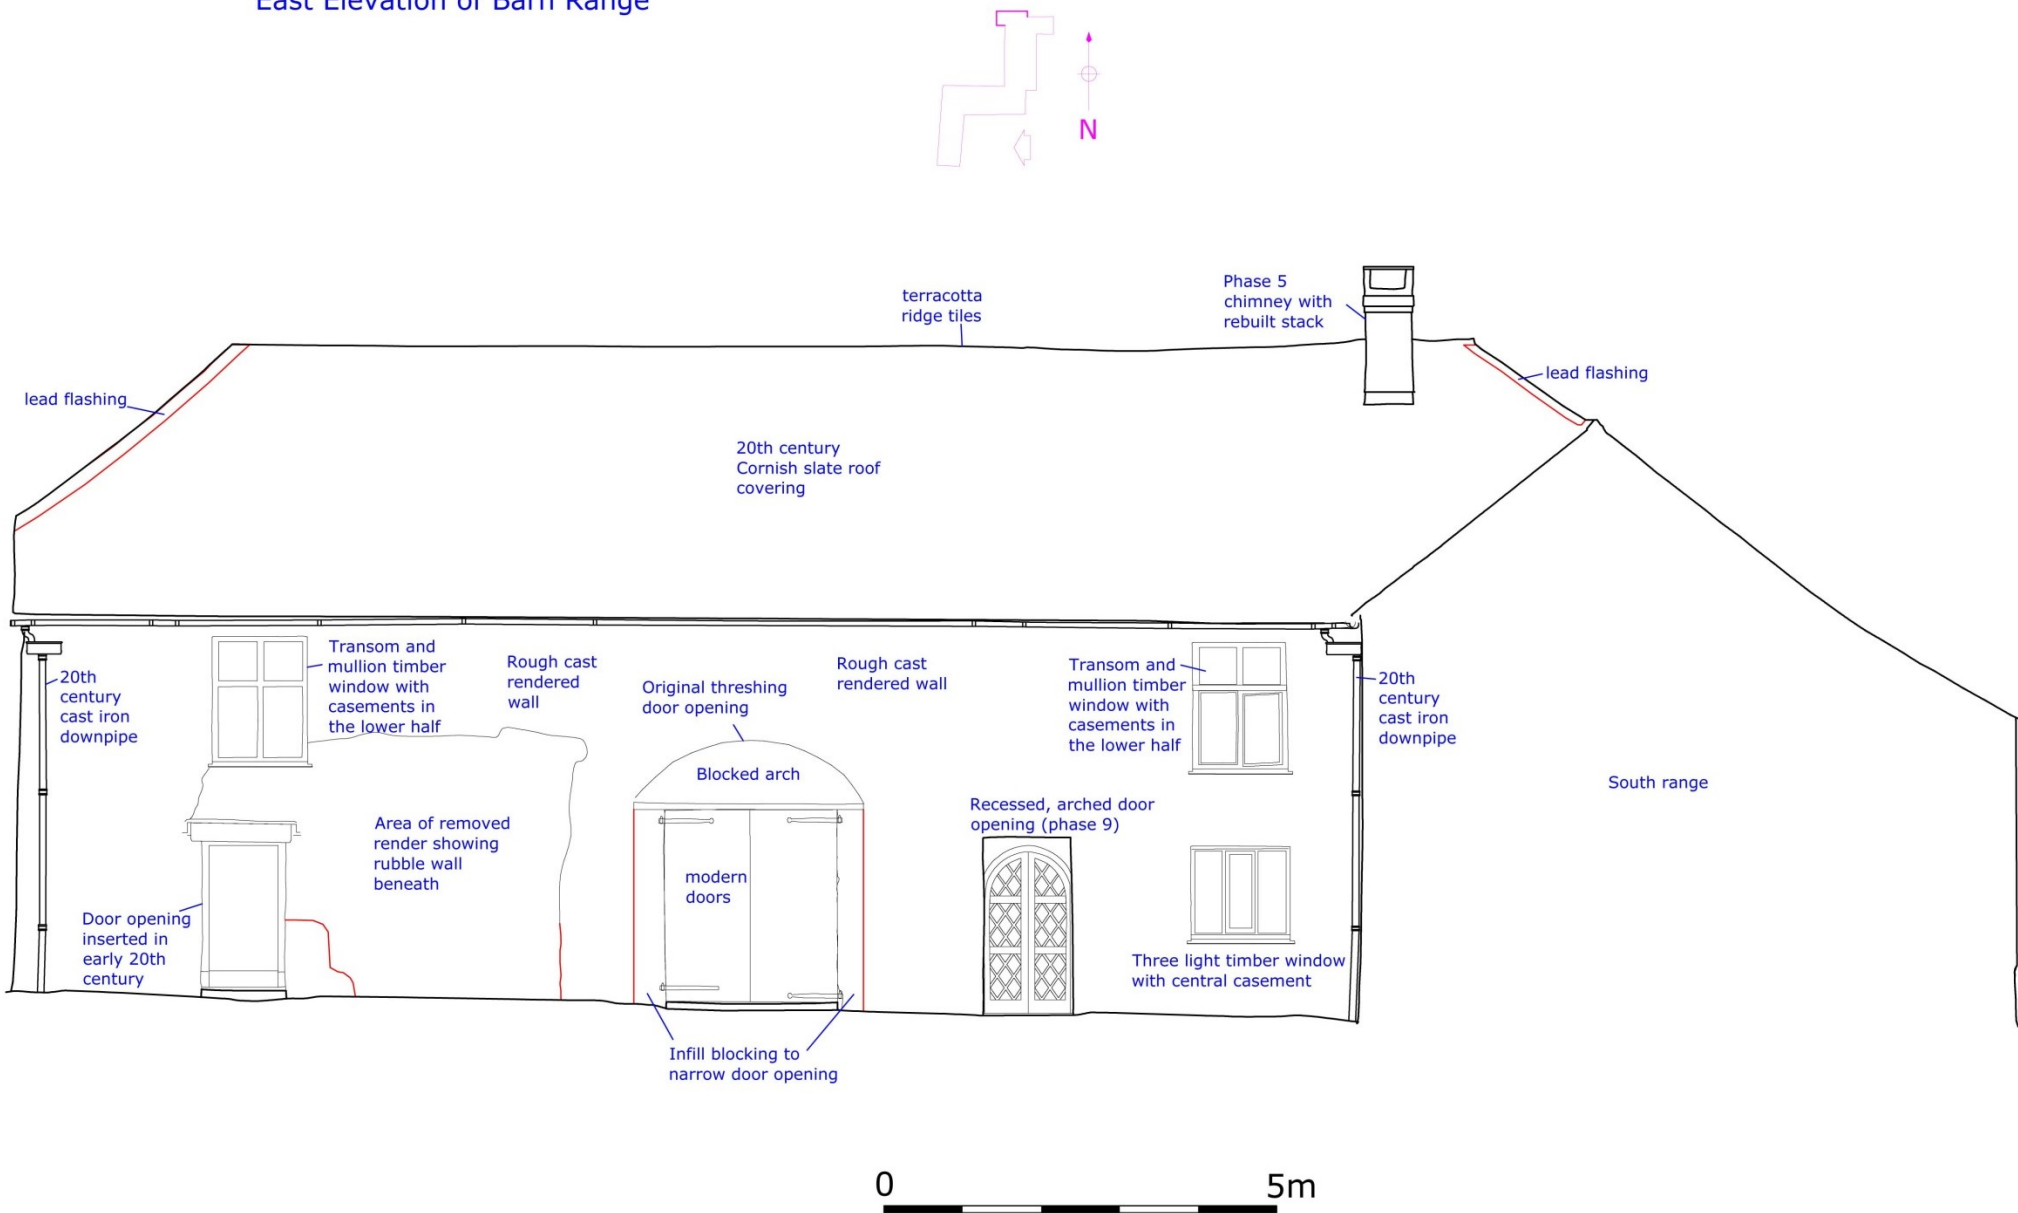 East Elevation of Barn Range
N
terracotta
ridge tiles
Phase 5
chimney with
rebuilt stack
lead flashing
lead flashing
20th century
Cornish slate roof
covering
20th
century
cast iron
downpipe
Transom and
mullion timber
window with
casements in
the lower half
Rough cast
rendered
wall
Original threshing
door opening
Rough cast
rendered wall
Transom and
mullion timber
window with
casements in
the lower half
20th
century
cast iron
downpipe
Blocked arch
South range
Recessed, arched door
opening (phase 9)
Area of removed
render showing
rubble wall
beneath
modern
doors
Door opening
inserted in
early 20th
century
Three light timber window
with central casement
Infill blocking to
narrow door opening
0 5m